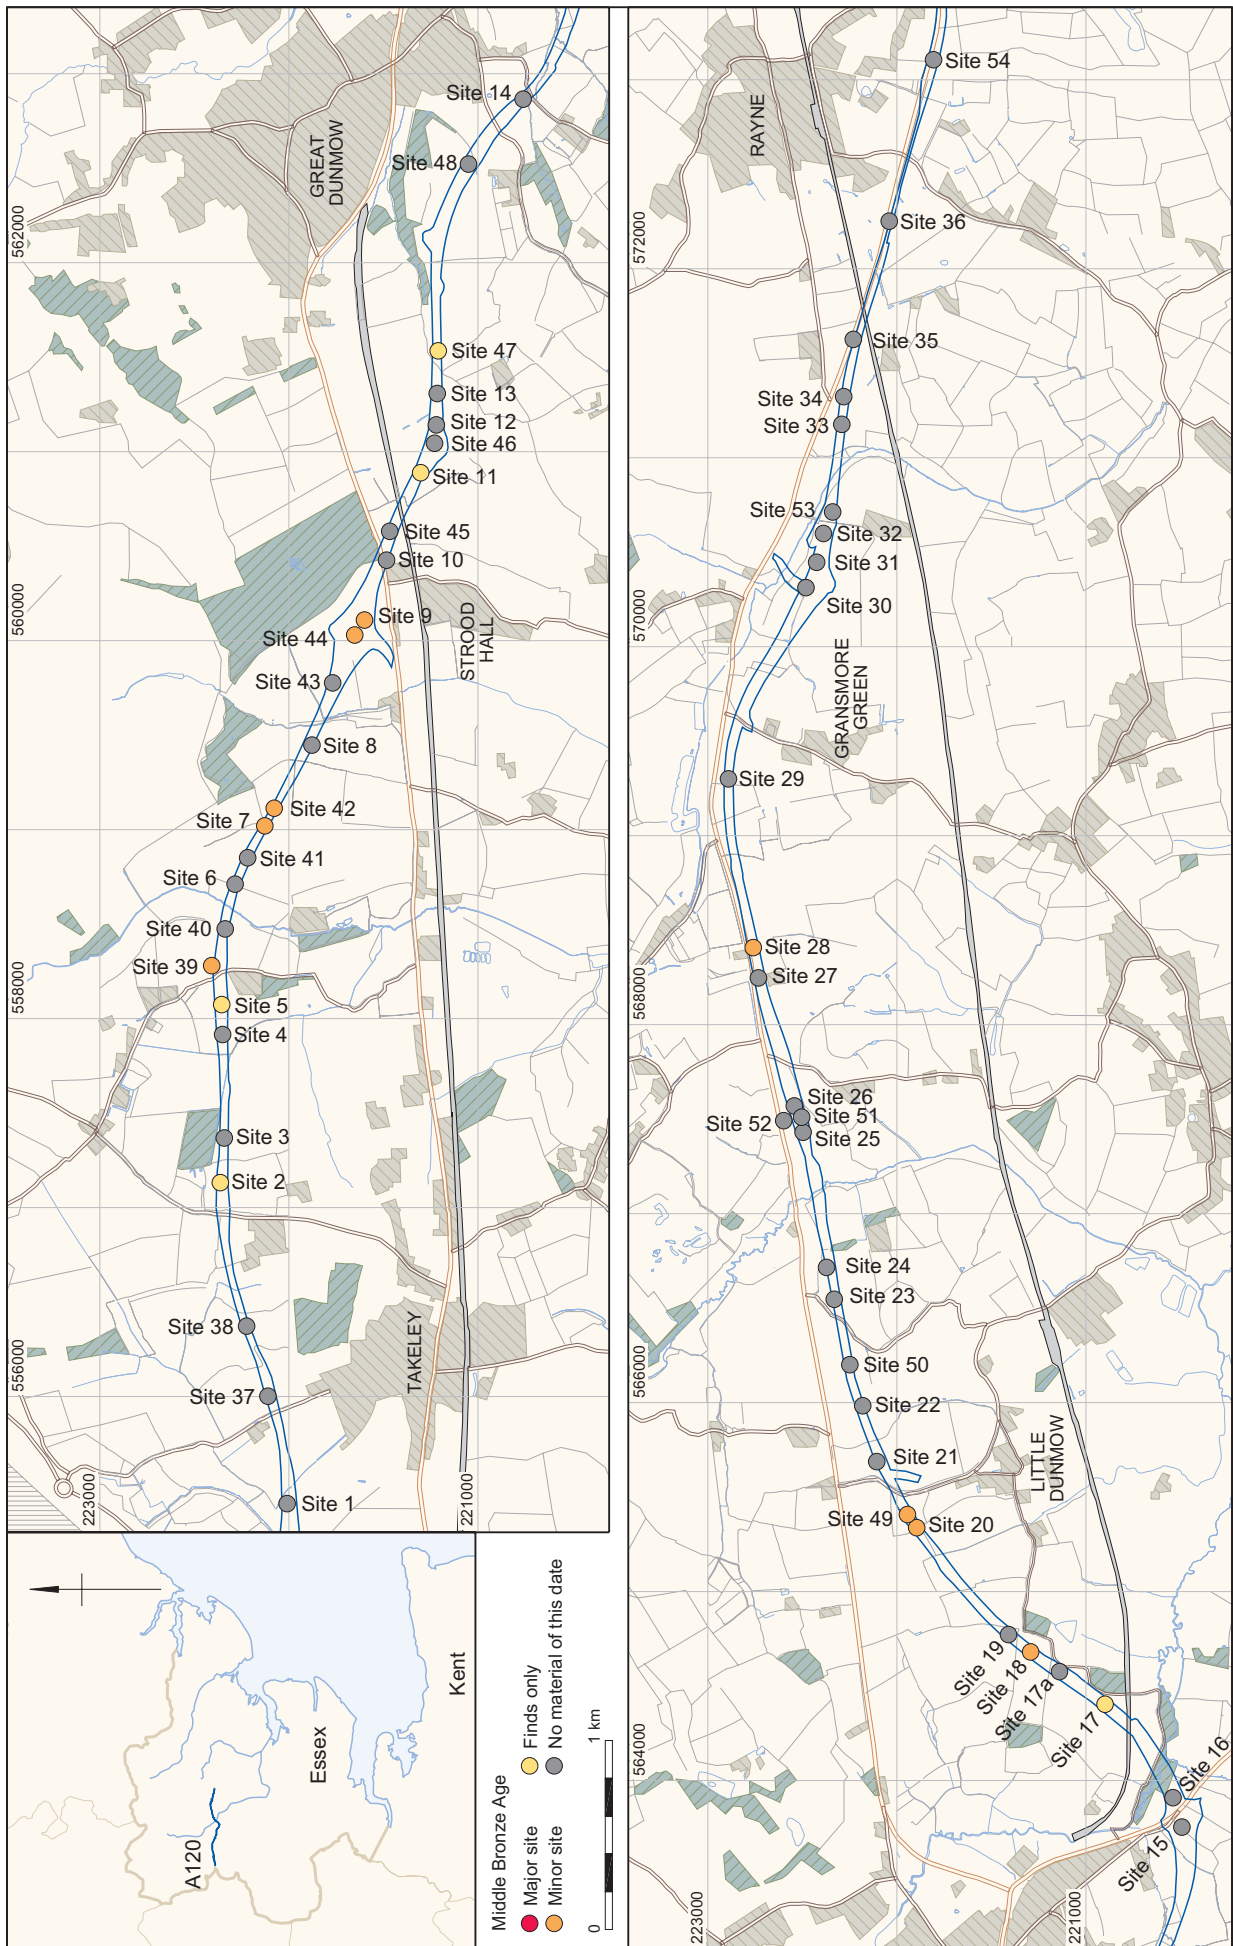 562000
560000
558000
556000
223000
221000
GREAT
DUNMOW
STROOD
HALL
TAKELEY
Site 14
Site 48
Site 47
Site 13
Site 12
Site 46
Site 11
Site 45
Site 10
Site 9
Site 44
Site 43
Site 8
Site 42
Site 7
Site 41
Site 6
Site 40
Site 39
Site 5
Site 4
Site 3
Site 2
Site 38
Site 37
Site 1
A120
Essex
Kent
Middle Bronze Age
Major site
Minor site
Finds only
No material of this date
0
1 km
572000
570000
568000
566000
564000
223000
221000
RAYNE
GRANSMORE
GREEN
LITTLE
DUNMOW
Site 54
Site 36
Site 35
Site 34
Site 33
Site 53
Site 32
Site 31
Site 30
Site 29
Site 28
Site 27
Site 26
Site 52
Site 51
Site 25
Site 24
Site 23
Site 50
Site 22
Site 21
Site 49
Site 20
Site 19
Site 18
Site 17a
Site 17
Site 16
Site 15